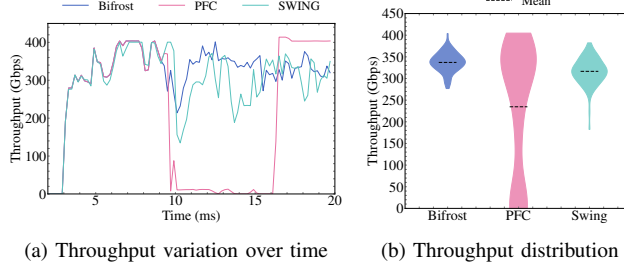 Bifrost PFC SWING
Throughput (Gbps)
400
300
200
100
0
5 10 15 20
Time (ms)
(a) Throughput variation over time
Mean
Throughput (Gbps)
450
400
350
300
250
200
150
100
50
0
Bifrost PFC Swing
(b) Throughput distribution